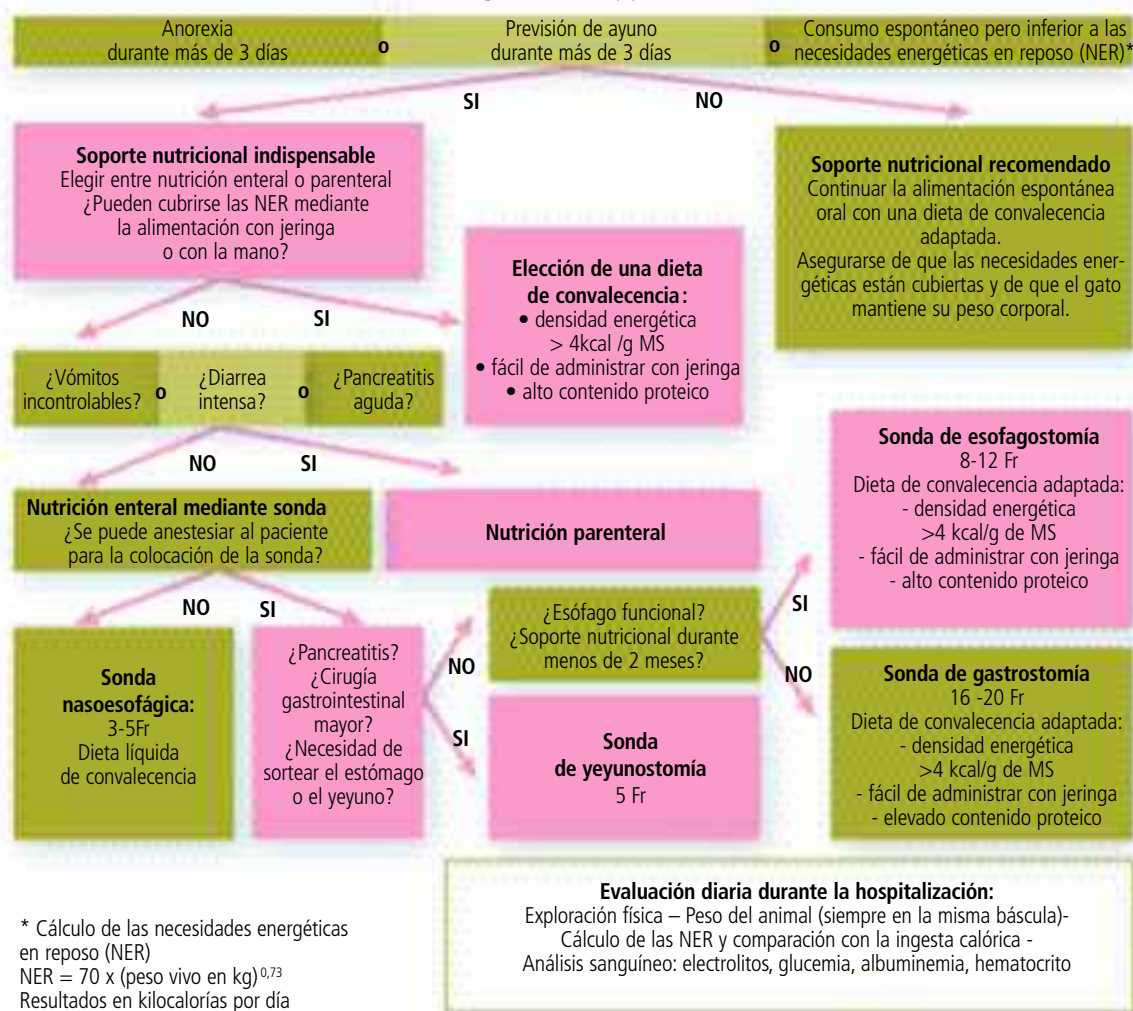 Anorexia
durante más de 3 días
o
Previsión de ayuno
durante más de 3 días
o
Consumo espontáneo pero inferior a las
necesidades energéticas en reposo (NER)*
SI
NO
Soporte nutricional indispensable
Elegir entre nutrición enteral o parenteral
¿Pueden cubrirse las NER mediante
la alimentación con jeringa
o con la mano?
Soporte nutricional recomendado
Continuar la alimentación espontánea
oral con una dieta de convalecencia
adaptada.
Asegurarse de que las necesidades ener-
géticas están cubiertas y de que el gato
mantiene su peso corporal.
Elección de una dieta
de convalecencia:
• densidad energética
> 4kcal /g MS
• fácil de administrar con jeringa
• alto contenido proteico
NO
SI
¿Vómitos
incontrolables?
o
¿Diarrea
intensa?
o
¿Pancreatitis
aguda?
NO
SI
Nutrición enteral mediante sonda
¿Se puede anestesiar al paciente
para la colocación de la sonda?
Nutrición parenteral
Sonda de esofagostomía
8-12 Fr
Dieta de convalecencia adaptada:
- densidad energética
>4 kcal/g de MS
- fácil de administrar con jeringa
- alto contenido proteico
NO
SI
Sonda
nasoesofágica:
3-5Fr
Dieta líquida
de convalecencia
¿Pancreatitis?
¿Cirugía
gastrointestinal
mayor?
¿Necesidad de
sortear el estómago
o el yeyuno?
NO
SI
¿Esófago funcional?
¿Soporte nutricional durante
menos de 2 meses?
SI
NO
Sonda
de yeyunostomía
5 Fr
Sonda de gastrostomía
16 -20 Fr
Dieta de convalecencia adaptada:
- densidad energética
>4 kcal/g de MS
- fácil de administrar con jeringa
- elevado contenido proteico
* Cálculo de las necesidades energéticas
en reposo (NER)
NER = 70 x (peso vivo en kg) 0,73
Resultados en kilocalorías por día
Evaluación diaria durante la hospitalización:
Exploración física – Peso del animal (siempre en la misma báscula)-
Cálculo de las NER y comparación con la ingesta calórica -
Análisis sanguíneo: electrolitos, glucemia, albuminemia, hematocrito